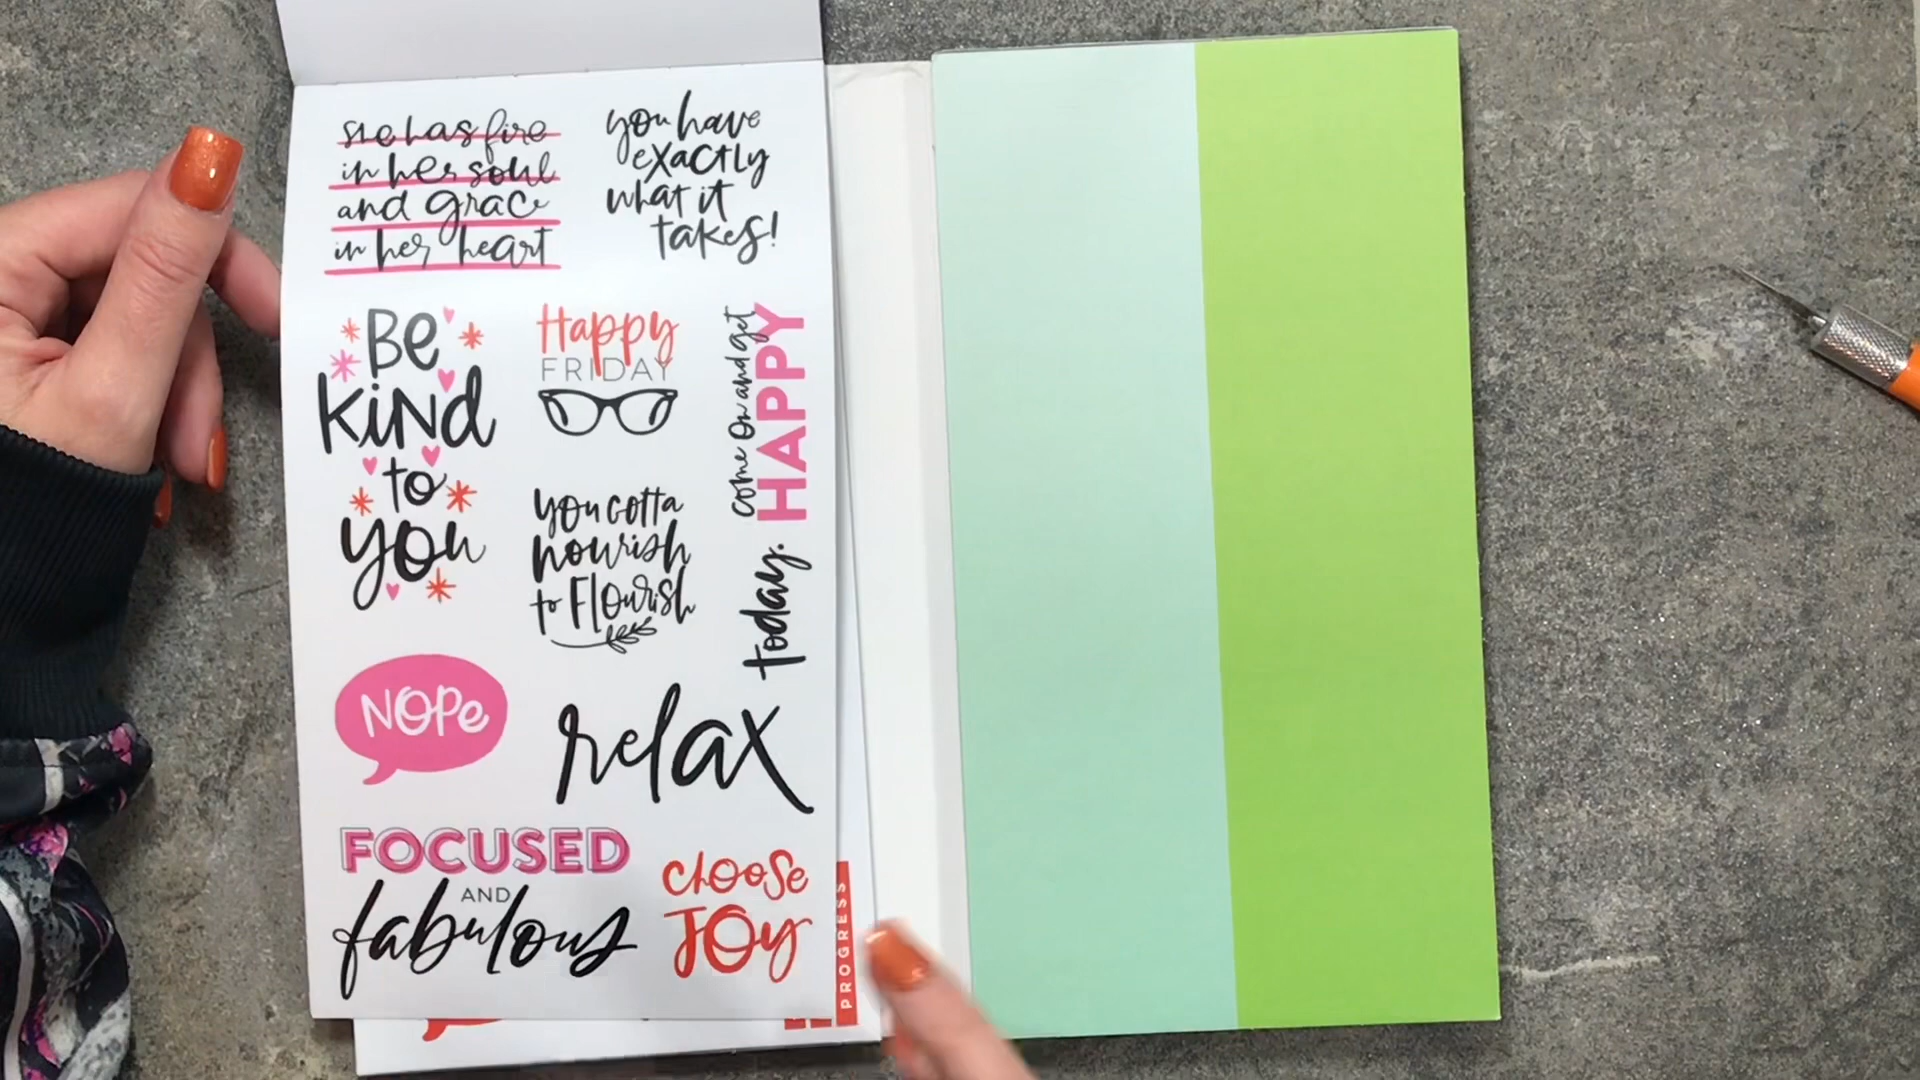 she has fire
in her soul
and grace
in her heart
you have
exactly
what it
takes!
Be
kind
to
you
Happy
FRIDAY
come on and get
HAPPY
you gotta
nourish
to flourish
today.
NOPe
relax
FOCUSED
AND
fabulous
choose
JOY
PROGRESS